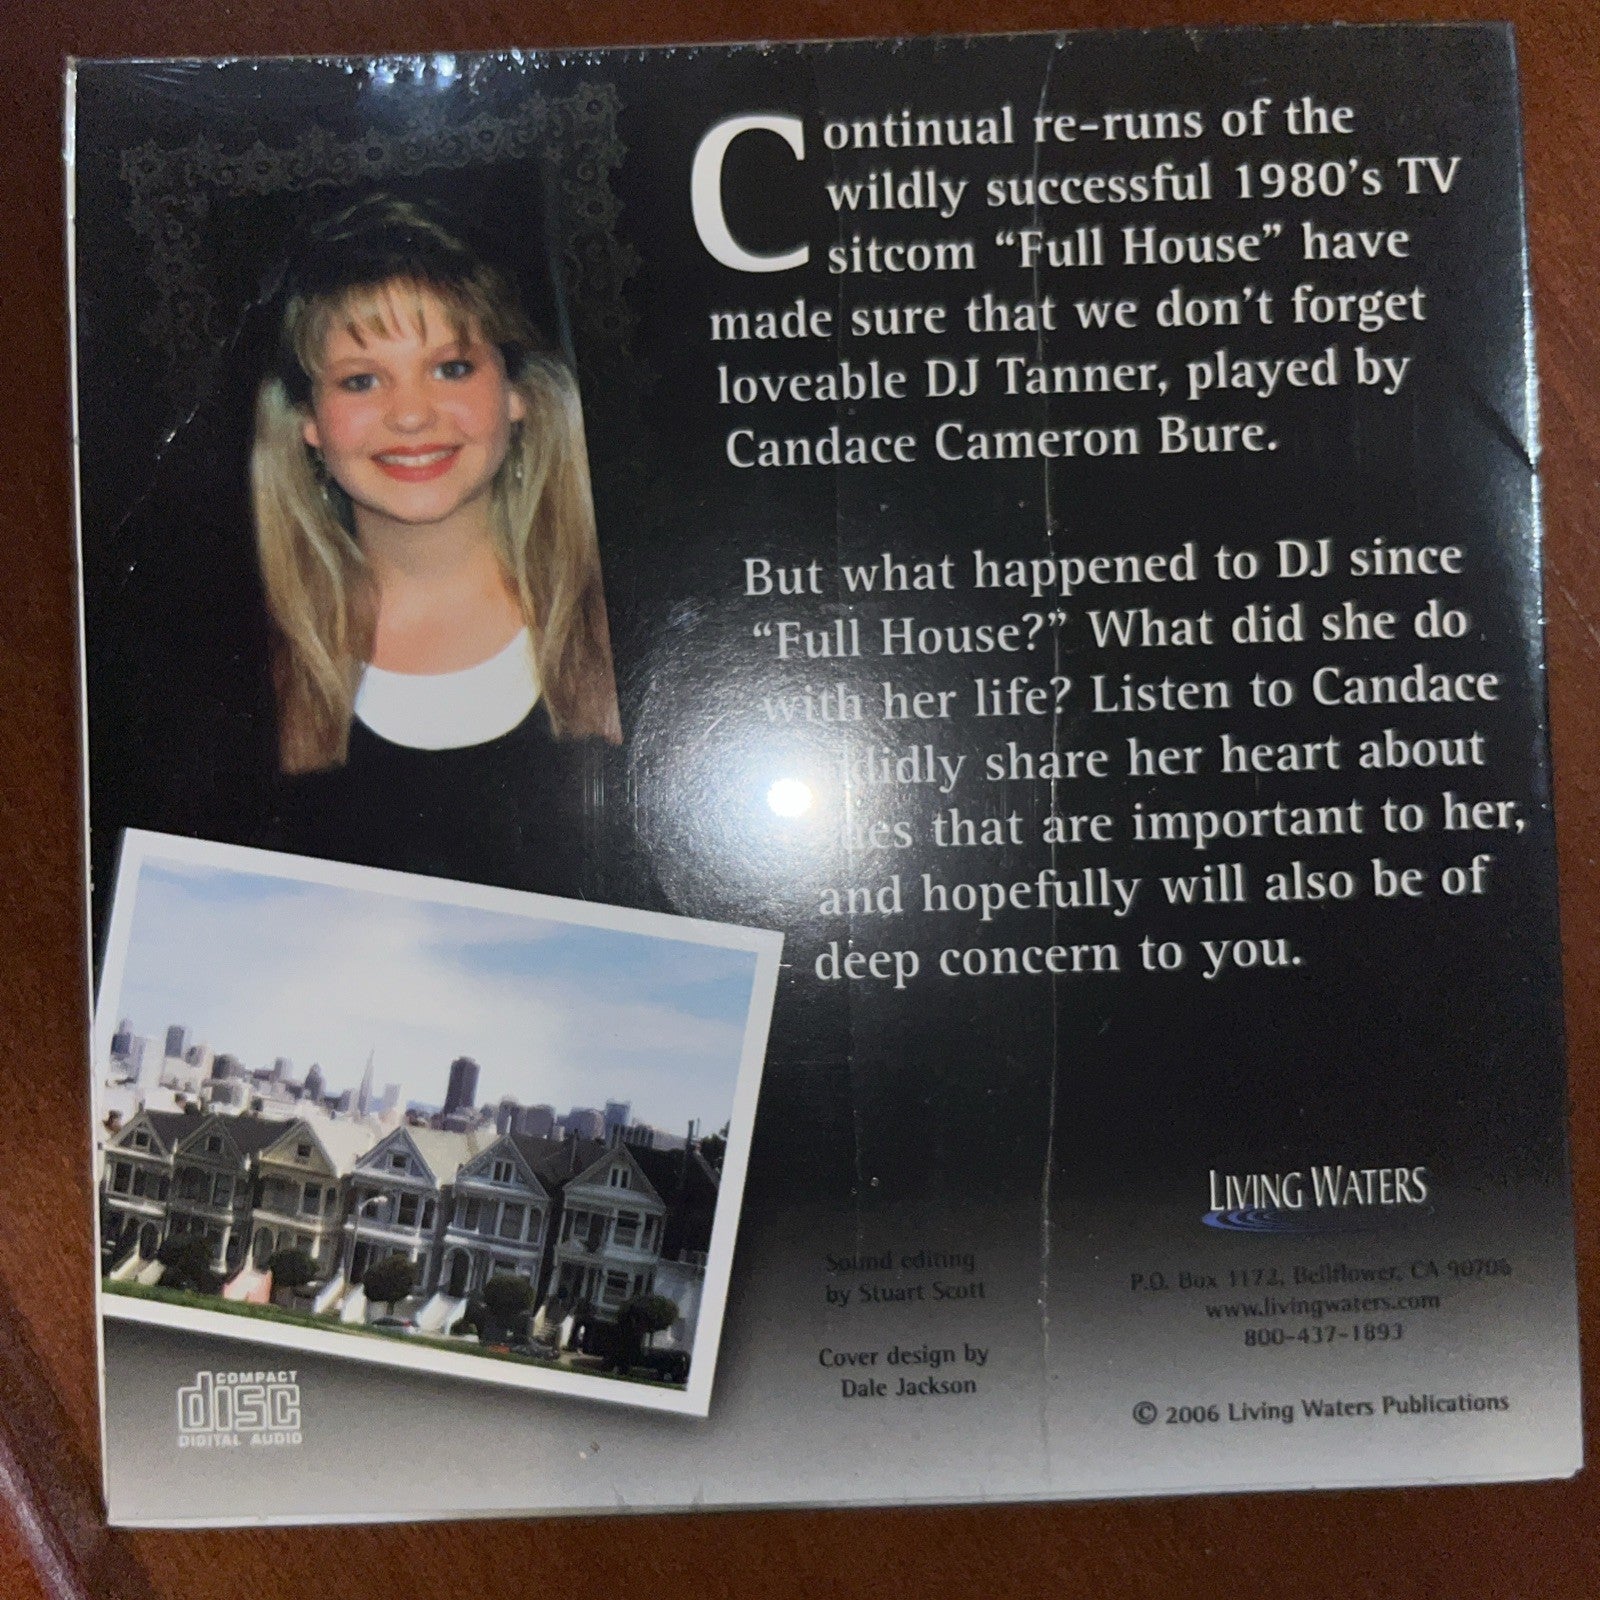 Continual re-runs of the
wildly successful 1980's TV
sitcom “Full House” have
made sure that we don't forget
loveable DJ Tanner, played by
Candace Cameron Bure.
But what happened to DJ since
“Full House?” What did she do
with her life? Listen to Candace
share her heart about
that are important to her,
and hopefully will also be of
deep concern to you.
LIVING WATERS
Sound editing
by Stuart Scott
Cover design by
Dale Jackson
P.O. Box 1172, Bellflower, CA 90706
www.livingwaters.com
800-437-1893
© 2006 Living Waters Publications
COMPACT
disc
DIGITAL AUDIO